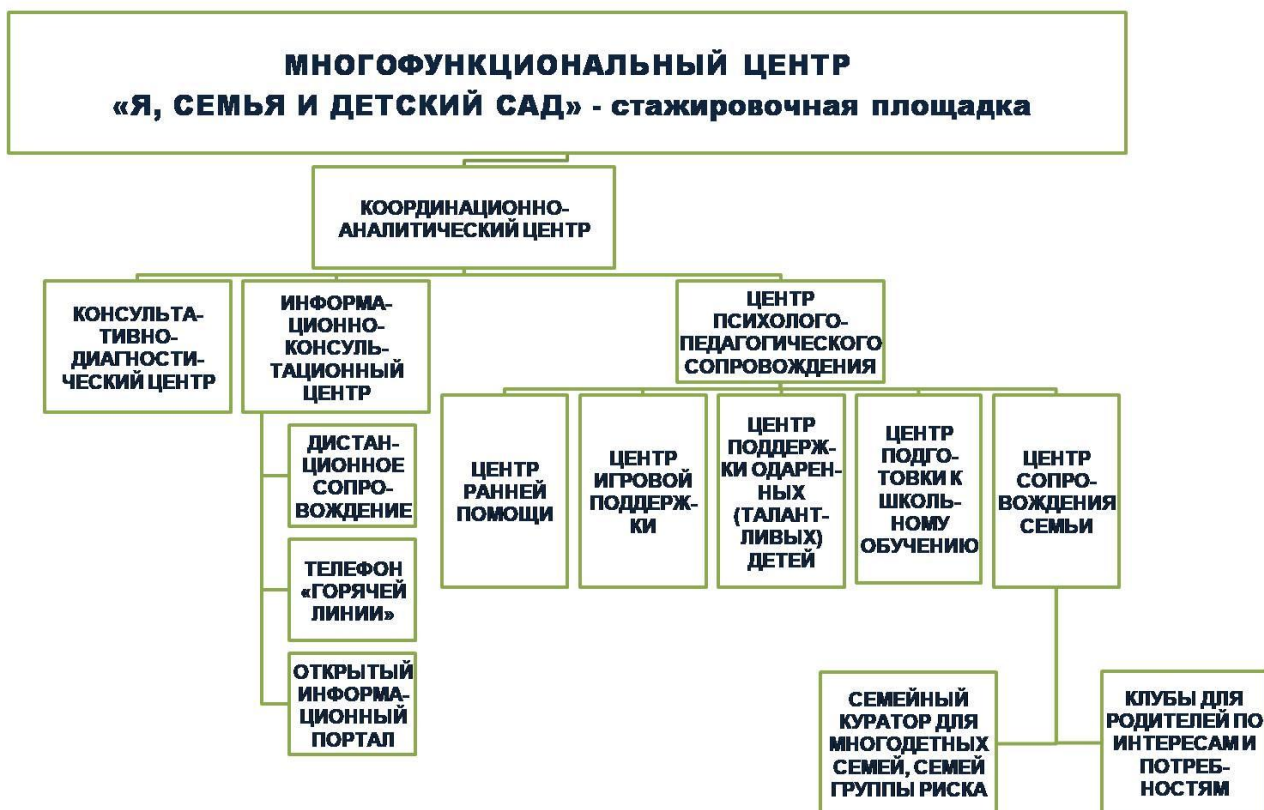 МНОГОФУНКЦИОНАЛЬНЫЙ ЦЕНТР
«Я, СЕМЬЯ И ДЕТСКИЙ САД» - стажировочная площадка
КООРДИНАЦИОННО-
АНАЛИТИЧЕСКИЙ ЦЕНТР
КОНСУЛЬТА-
ТИВНО-
ДИАГНОСТИ-
ЧЕСКИЙ ЦЕНТР
ИНФОРМА-
ЦИОННО-
КОНСУЛЬ-
ТАЦИОННЫЙ
ЦЕНТР
ЦЕНТР
ПСИХОЛОГО-
ПЕДАГОГИЧЕСКОГО
СОПРОВОЖДЕНИЯ
ДИСТАН-
ЦИОННОЕ
СОПРО-
ВОЖДЕНИЕ
ТЕЛЕФОН
«ГОРЯЧЕЙ
ЛИНИИ»
ОТКРЫТЫЙ
ИНФОРМА-
ЦИОННЫЙ
ПОРТАЛ
ЦЕНТР
РАННЕЙ
ПОМОЩИ
ЦЕНТР
ИГРОВОЙ
ПОДДЕРЖ-
КИ
ЦЕНТР
ПОДДЕРЖ-
КИ ОДАРЕН-
НЫХ
(ТАЛАНТ-
ЛИВЫХ)
ДЕТЕЙ
ЦЕНТР
ПОДГО-
ТОВКИ К
ШКОЛЬ-
НОМУ
ОБУЧЕНИЮ
ЦЕНТР
СОПРО-
ВОЖДЕНИЯ
СЕМЬИ
СЕМЕЙНЫЙ
КУРАТОР ДЛЯ
МНОГОДЕТНЫХ
СЕМЕЙ, СЕМЕЙ
ГРУППЫ РИСКА
КЛУБЫ ДЛЯ
РОДИТЕЛЕЙ ПО
ИНТЕРЕСАМ И
ПОТРЕБ-
НОСТЯМ